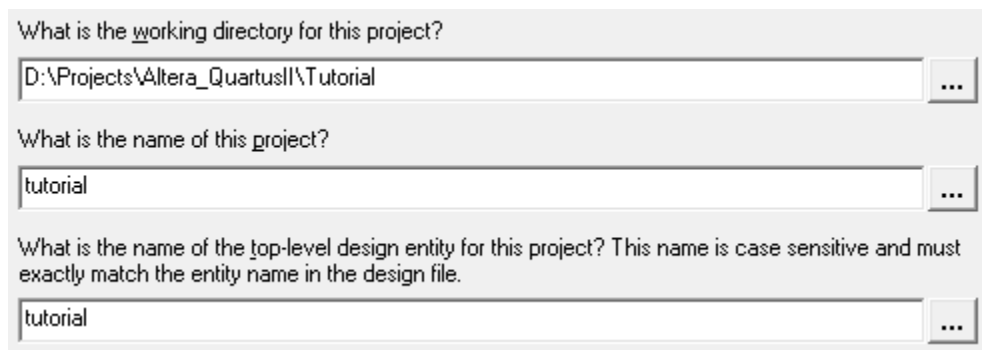 What is the working directory for this project?
D:\Projects\Altera_QuartusII\Tutorial
...
What is the name of this project?
tutorial
...
What is the name of the top-level design entity for this project? This name is case sensitive and must
exactly match the entity name in the design file.
tutorial
...